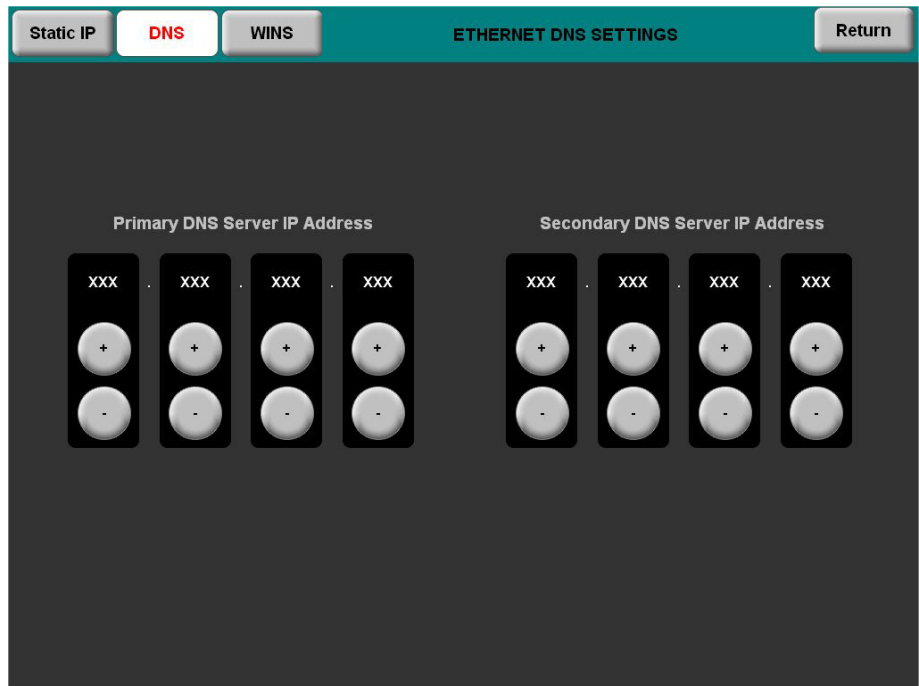 Static IP DNS WINS ETHERNET DNS SETTINGS Return
Primary DNS Server IP Address Secondary DNS Server IP Address
XXX . XXX . XXX . XXX XXX . XXX . XXX . XXX
+ + + + + + + +
- - - - - - - -